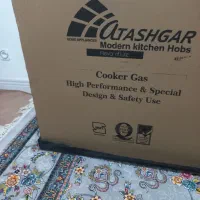 ATASHGAR
Modern kitchen Hobs
Cooker Gas
High Performance & Special
Design & Safety Use